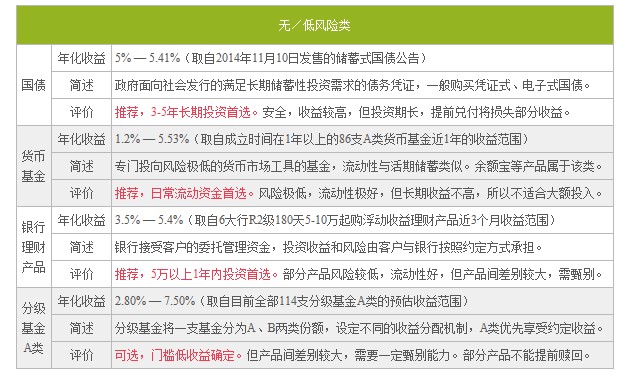 无／低风险类
国债
年化收益
5% — 5.41%（取自2014年11月10日发售的储蓄式国债公告）
简述
政府面向社会发行的满足长期储蓄性投资需求的债务凭证，一般购买凭证式、电子式国债。
评价
推荐，3-5年长期投资首选。安全，收益较高，但投资期长，提前兑付将损失部分收益。
货币
基金
年化收益
1.2% — 5.53%（取自成立时间在1年以上的86支A类货币基金近1年的收益范围）
简述
专门投向风险极低的货币市场工具的基金，流动性与活期储蓄类似。余额宝等产品属于该类。
评价
推荐，日常流动资金首选。风险极低，流动性极好，但长期收益不高，所以不适合大额投入。
银行
理财
产品
年化收益
3.5% — 5.4%（取自6大行R2级180天5-10万起购浮动收益理财产品近3个月收益范围）
简述
银行接受客户的委托管理资金，投资收益和风险由客户与银行按照约定方式承担。
评价
推荐，5万以上1年内投资首选。部分产品风险较低，流动性好，但产品间差别较大，需甄别。
分级
基金
A类
年化收益
2.80% — 7.50%（取自目前全部114支分级基金A类的预估收益范围）
简述
分级基金将一支基金分为A、B两类份额，设定不同的收益分配机制，A类优先享受约定收益。
评价
可选，门槛低收益确定。但产品间差别较大，需要一定甄别能力。部分产品不能提前赎回。